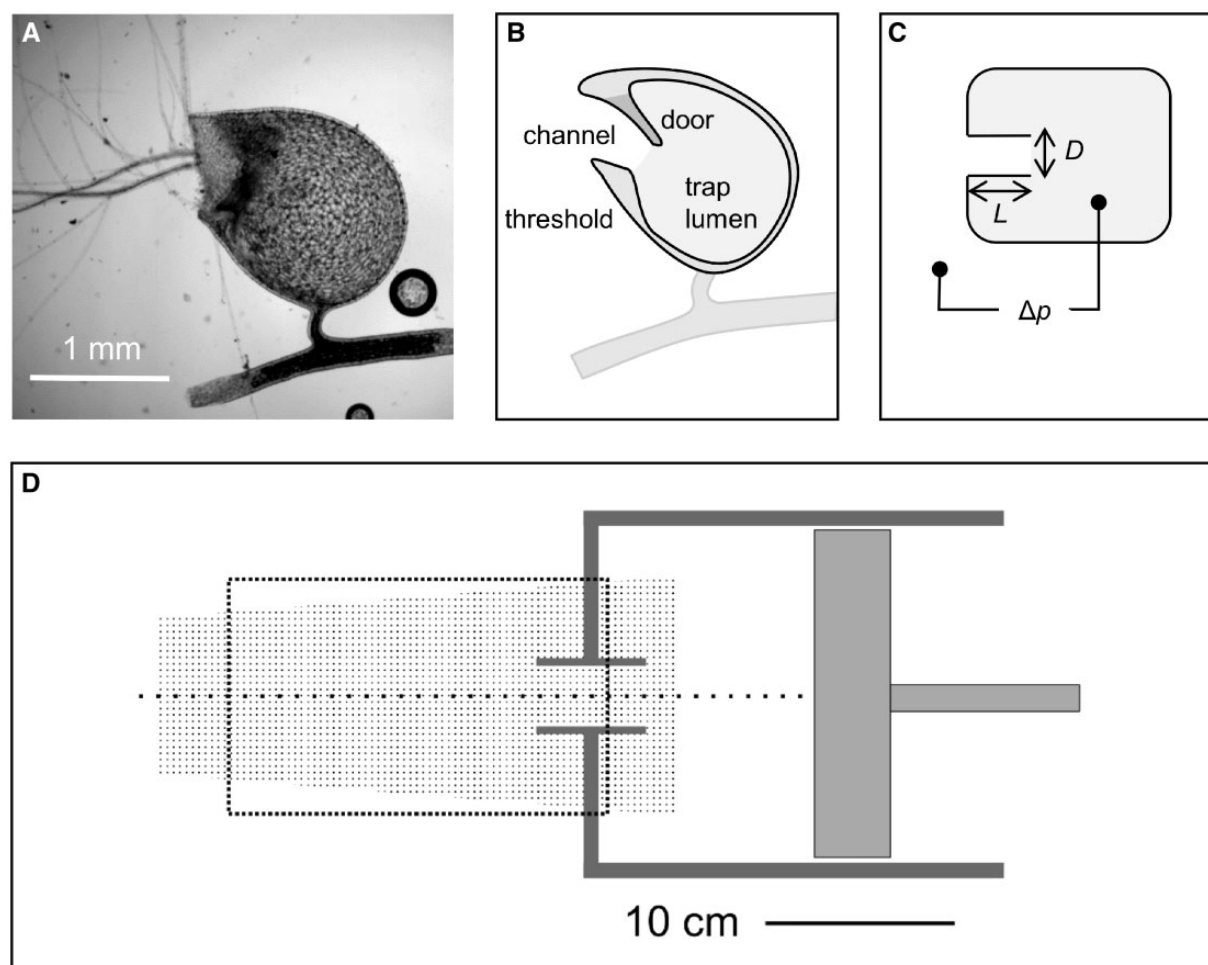 A
1 mm
B
channel
door
threshold
trap
lumen
C
D
L
Δp
D
10 cm